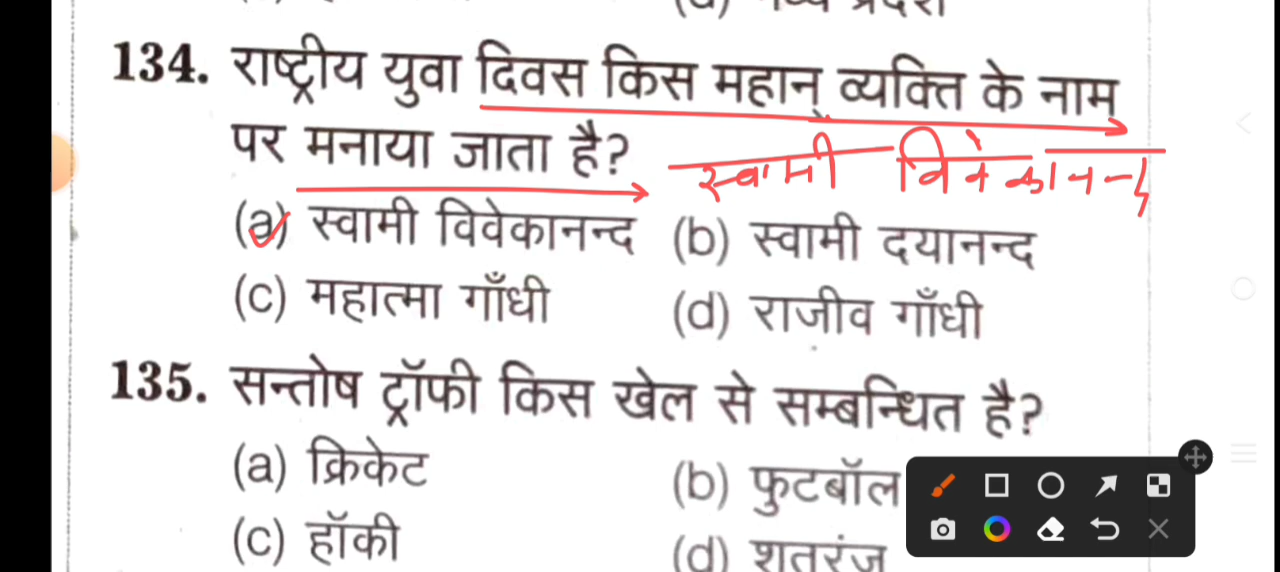 134. राष्ट्रीय युवा दिवस किस महान् व्यक्ति के नाम
पर मनाया जाता है? स्वामी विवेकानन्द
(a) स्वामी विवेकानन्द (b) स्वामी दयानन्द
(c) महात्मा गाँधी (d) राजीव गाँधी
135. सन्तोष ट्रॉफी किस खेल से सम्बन्धित है?
(a) क्रिकेट (b) फुटबॉल
(c) हॉकी (d) शतरंज